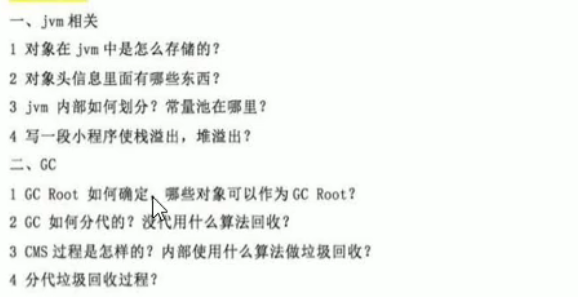 一、jvm 相关
1 对象在 jvm 中是怎么存储的？
2 对象头信息里面有哪些东西？
3 jvm 内部如何划分？常量池在哪里？
4 写一段小程序使栈溢出，堆溢出？
二、GC
1 GC Root 如何确定，哪些对象可以作为 GC Root？
2 GC 如何分代的？没代用什么算法回收？
3 CMS 过程是怎样的？内部使用什么算法做垃圾回收？
4 分代垃圾回收过程？